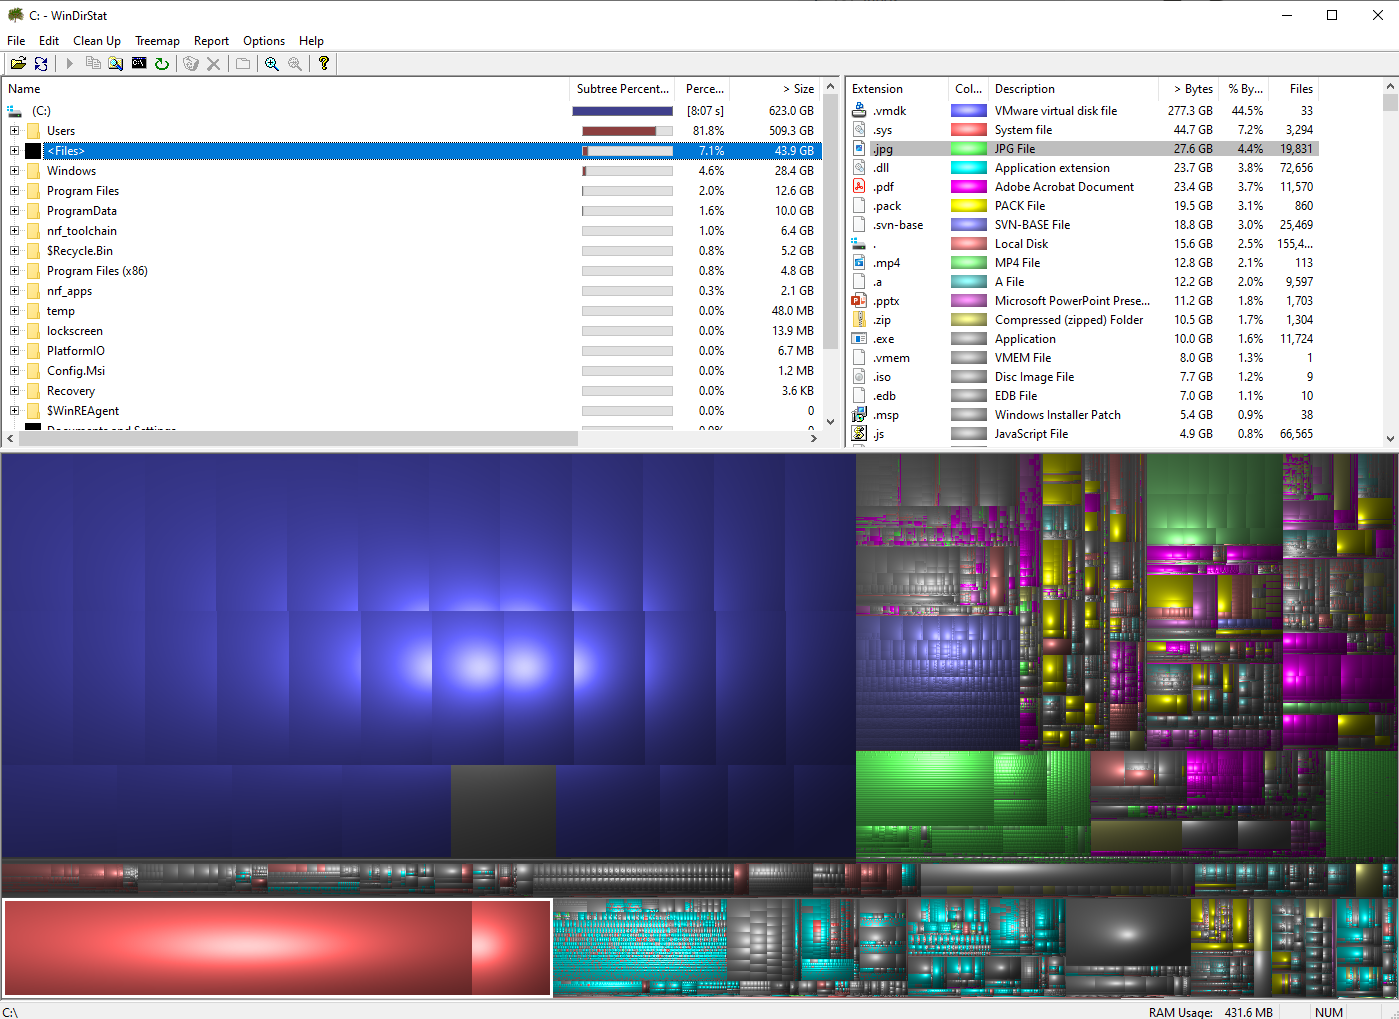 C: - WinDirStat
File Edit Clean Up Treemap Report Options Help
Name Subtree Percent... Perce... > Size
(C:) [8:07 s] 623.0 GB
Users 81.8% 509.3 GB
<Files> 7.1% 43.9 GB
Windows 4.6% 28.4 GB
Program Files 2.0% 12.6 GB
ProgramData 1.6% 10.0 GB
nrf_toolchain 1.0% 6.4 GB
$Recycle.Bin 0.8% 5.2 GB
Program Files (x86) 0.8% 4.8 GB
nrf_apps 0.3% 2.1 GB
temp 0.0% 48.0 MB
lockscreen 0.0% 13.9 MB
PlatformIO 0.0% 6.7 MB
Config.Msi 0.0% 1.2 MB
Recovery 0.0% 3.6 KB
$WinREAgent 0.0% 0
Documents and Settings 0.0% 0
Extension Col... Description > Bytes % By... Files
.vmdk VMware virtual disk file 277.3 GB 44.5% 33
.sys System file 44.7 GB 7.2% 3,294
.jpg JPG File 27.6 GB 4.4% 19,831
.dll Application extension 23.7 GB 3.8% 72,656
.pdf Adobe Acrobat Document 23.4 GB 3.7% 11,570
.pack PACK File 19.5 GB 3.1% 860
.svn-base SVN-BASE File 18.8 GB 3.0% 25,469
. Local Disk 15.6 GB 2.5% 155,4...
.mp4 MP4 File 12.8 GB 2.1% 113
.a A File 12.2 GB 2.0% 9,597
.pptx Microsoft PowerPoint Prese... 11.2 GB 1.8% 1,703
.zip Compressed (zipped) Folder 10.5 GB 1.7% 1,304
.exe Application 10.0 GB 1.6% 11,724
.vmem VMEM File 8.0 GB 1.3% 1
.iso Disc Image File 7.7 GB 1.2% 9
.edb EDB File 7.0 GB 1.1% 10
.msp Windows Installer Patch 5.4 GB 0.9% 38
.js JavaScript File 4.9 GB 0.8% 66,565
C:\ RAM Usage: 431.6 MB NUM